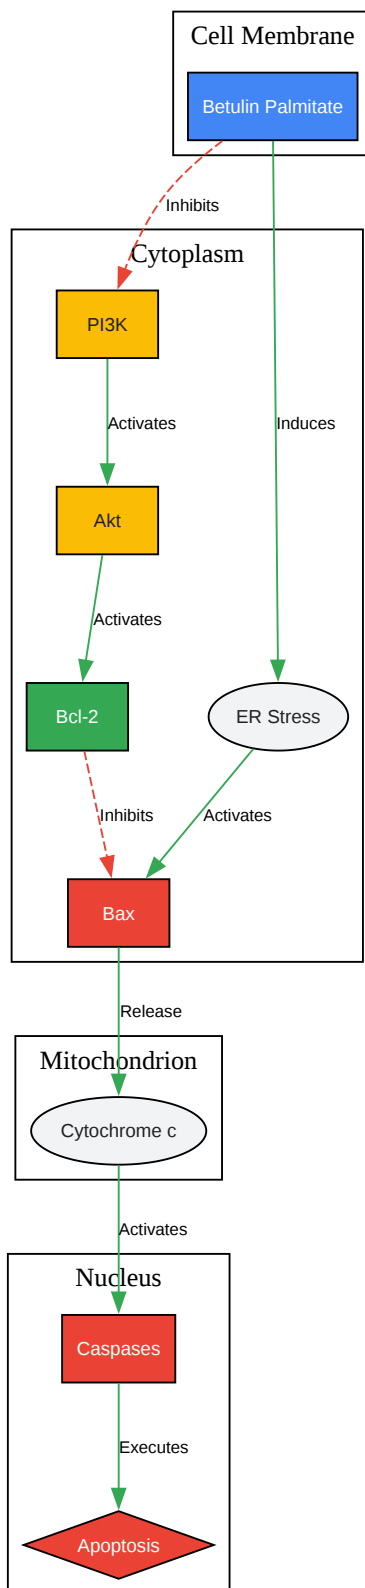 Cell Membrane
Betulin Palmitate
Inhibits
Cytoplasm
PI3K
Activates
Induces
Akt
Activates
Bcl-2
ER Stress
Inhibits
Activates
Bax
Release
Mitochondrion
Cytochrome c
Activates
Nucleus
Caspases
Executes
Apoptosis